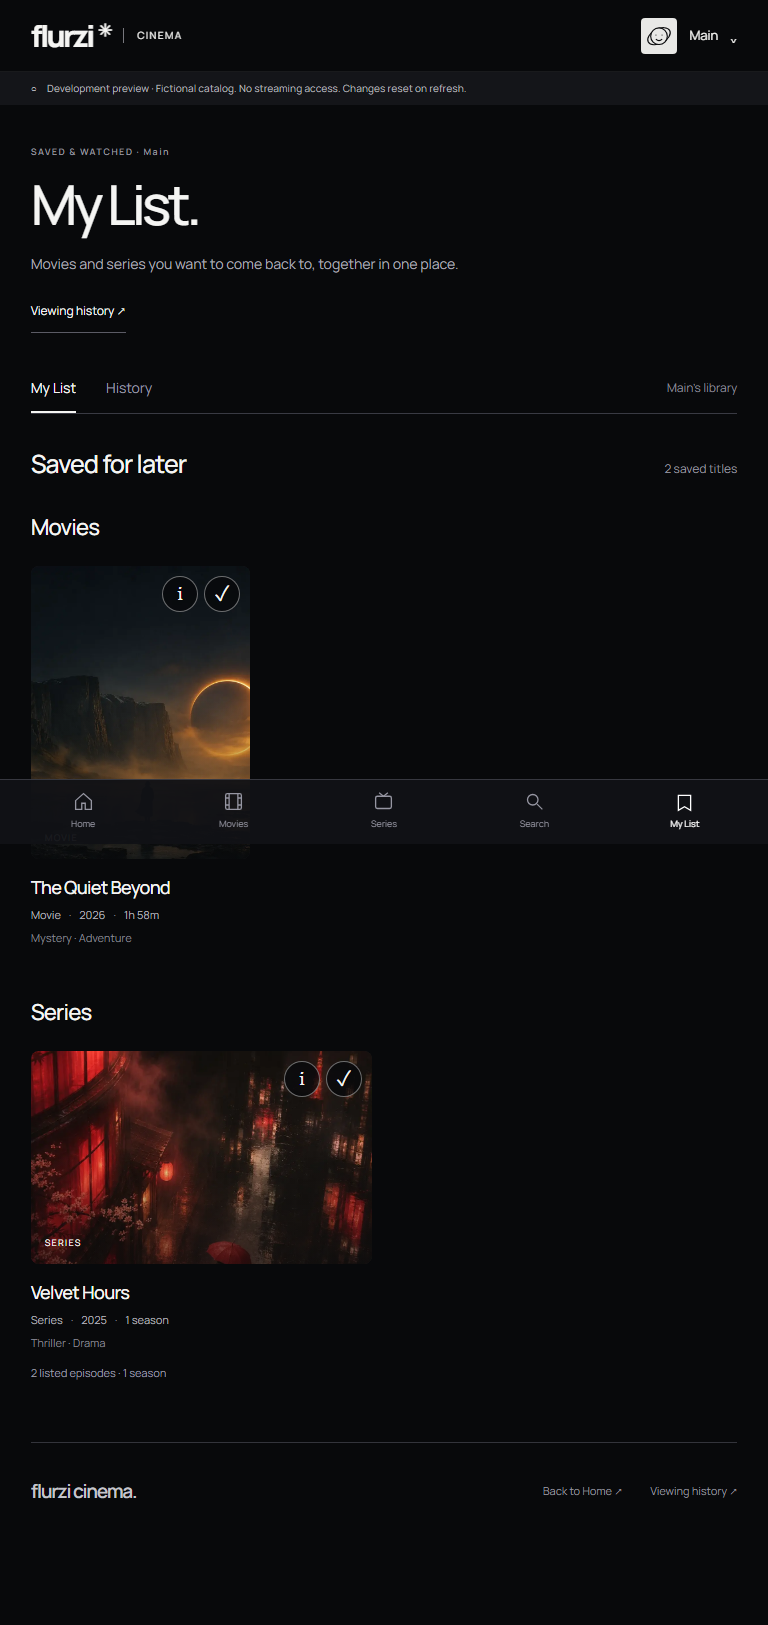 flurzi* CINEMA
Main
Development preview · Fictional catalog. No streaming access. Changes reset on refresh.
SAVED & WATCHED · Main
My List.
Movies and series you want to come back to, together in one place.
Viewing history ↗
My List History Main's library
Saved for later 2 saved titles
Movies
i ✓
MOVIE
Home Movies Series Search My List
The Quiet Beyond
Movie · 2026 · 1h 58m
Mystery · Adventure
Series
i ✓
SERIES
Velvet Hours
Series · 2025 · 1 season
Thriller · Drama
2 listed episodes · 1 season
flurzi cinema. Back to Home ↗ Viewing history ↗